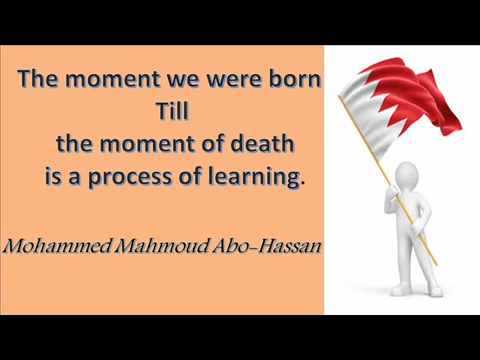 The moment we were born
Till
the moment of death
is a process of learning.
Mohammed Mahmoud Abo-Hassan